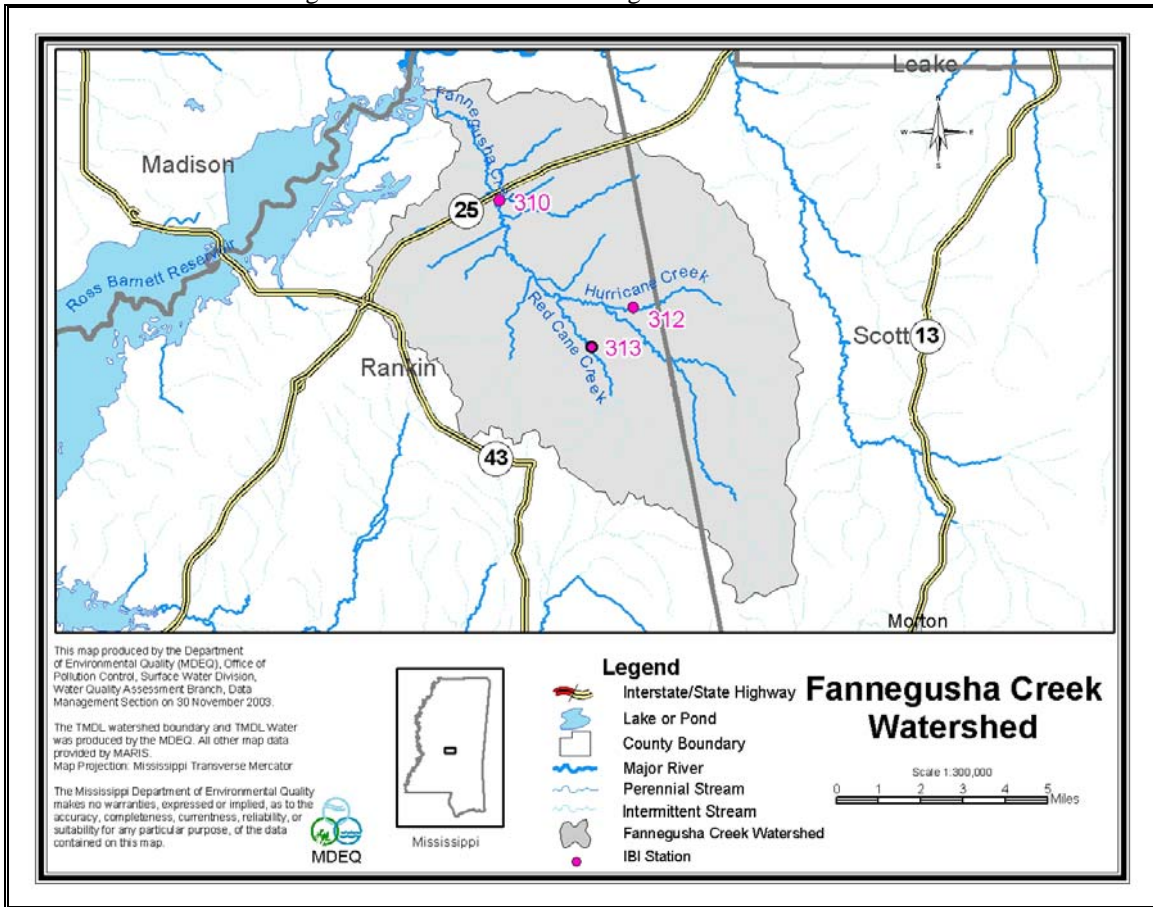 Leake
Fannegusha Crk
N
W
E
S
Madison
310
25
Ross Barnett Reservoir
Hurricane Creek
312
Red Cane Creek
313
Scott
13
Rankin
43
Morton
This map produced by the Department
of Environmental Quality (MDEQ), Office of
Pollution Control, Surface Water Division,
Water Quality Assessment Branch, Data
Management Section on 30 November 2003.
The TMDL watershed boundary and TMDL Water
was produced by the MDEQ. All other map data
provided by MARIS.
Map Projection: Mississippi Transverse Mercator
The Mississippi Department of Environmental Quality
makes no warranties, expressed or implied, as to the
accuracy, completeness, currentness, reliability, or
suitability for any particular purpose, of the data
contained on this map.
MDEQ
Mississippi
Legend
Interstate/State Highway
Lake or Pond
County Boundary
Major River
Perennial Stream
Intermittent Stream
Fannegusha Creek Watershed
IBI Station
Fannegusha Creek
Watershed
Scale 1:300,000
0 1 2 3 4 5
Miles